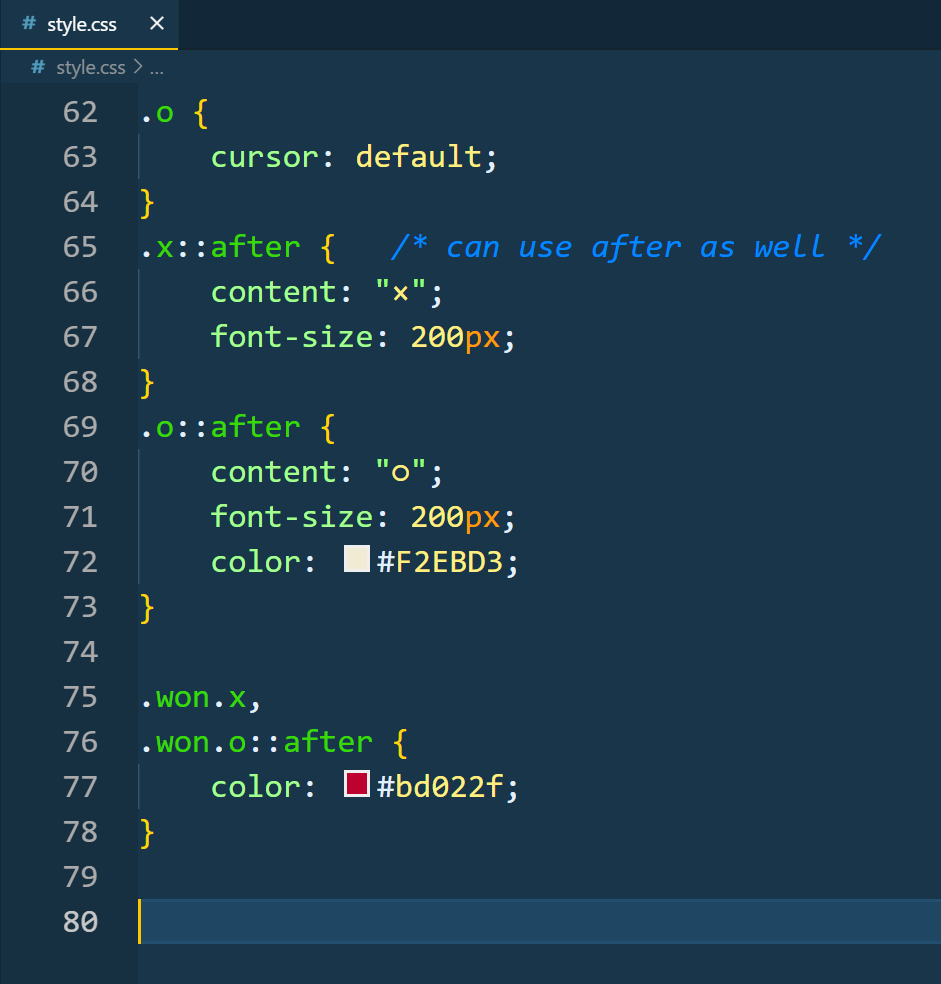 # style.css ×
# style.css > ...
62 .o {
63     cursor: default;
64 }
65 .x::after {   /* can use after as well */
66     content: "×";
67     font-size: 200px;
68 }
69 .o::after {
70     content: "○";
71     font-size: 200px;
72     color: #F2EBD3;
73 }
74
75 .won.x,
76 .won.o::after {
77     color: #bd022f;
78 }
79
80